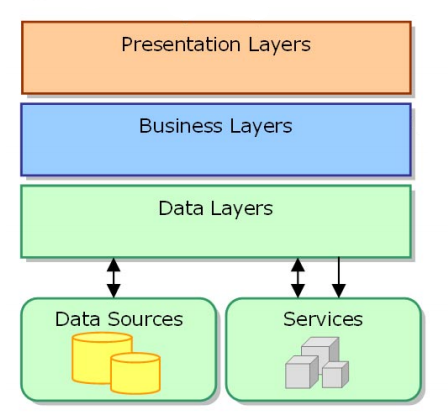 Presentation Layers
Business Layers
Data Layers
Data Sources
Services